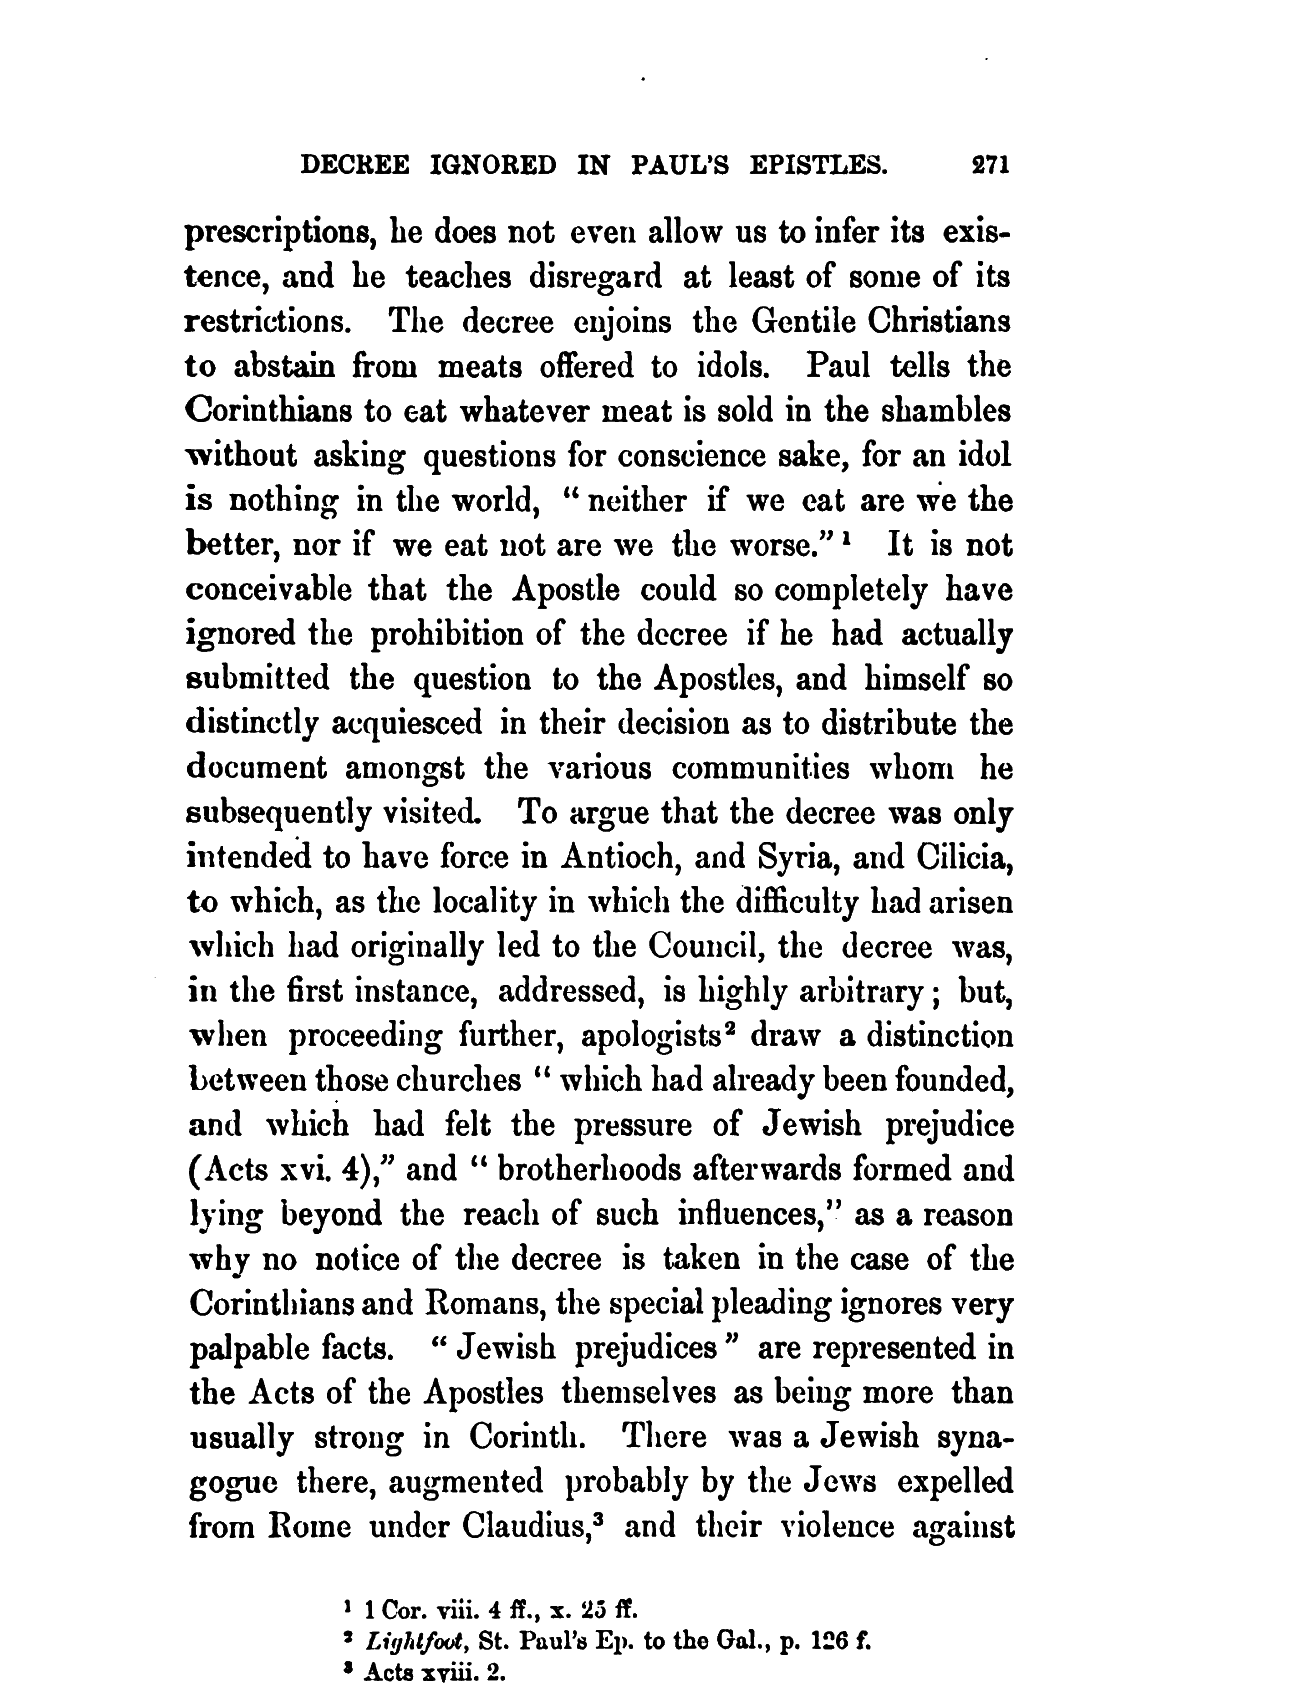 DECREE IGNORED IN PAUL'S EPISTLES. 271
prescriptions, he does not even allow us to infer its exis-
tence, and he teaches disregard at least of some of its
restrictions. The decree enjoins the Gentile Christians
to abstain from meats offered to idols. Paul tells the
Corinthians to eat whatever meat is sold in the shambles
without asking questions for conscience sake, for an idol
is nothing in the world, “ neither if we eat are we the
better, nor if we eat not are we the worse.” ¹ It is not
conceivable that the Apostle could so completely have
ignored the prohibition of the decree if he had actually
submitted the question to the Apostles, and himself so
distinctly acquiesced in their decision as to distribute the
document amongst the various communities whom he
subsequently visited. To argue that the decree was only
intended to have force in Antioch, and Syria, and Cilicia,
to which, as the locality in which the difficulty had arisen
which had originally led to the Council, the decree was,
in the first instance, addressed, is highly arbitrary ; but,
when proceeding further, apologists² draw a distinction
between those churches “ which had already been founded,
and which had felt the pressure of Jewish prejudice
(Acts xvi. 4),” and “ brotherhoods afterwards formed and
lying beyond the reach of such influences,” as a reason
why no notice of the decree is taken in the case of the
Corinthians and Romans, the special pleading ignores very
palpable facts. “ Jewish prejudices ” are represented in
the Acts of the Apostles themselves as being more than
usually strong in Corinth. There was a Jewish syna-
gogue there, augmented probably by the Jews expelled
from Rome under Claudius,³ and their violence against
¹ 1 Cor. viii. 4 ff., x. 25 ff.
² Lightfoot, St. Paul's Ep. to the Gal., p. 126 f.
³ Acts xviii. 2.